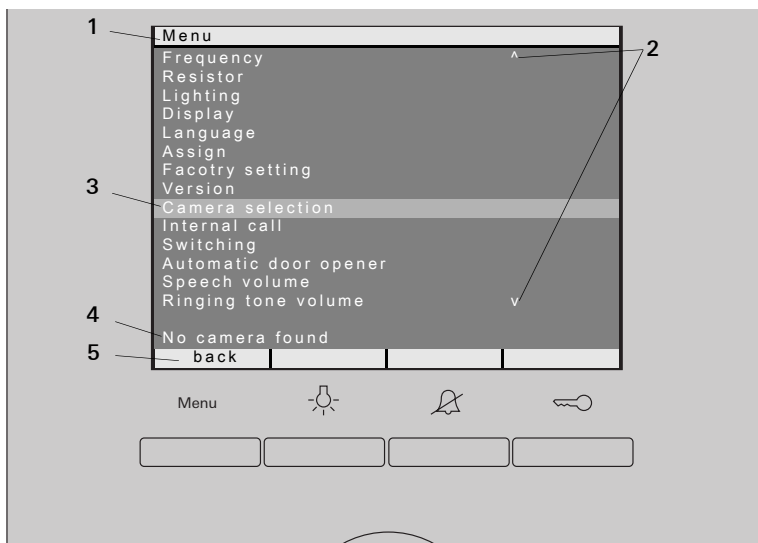 1
Menu
Frequency ^
2
Resistor
Lighting
Display
Language
Assign
Facotry setting
Version
3
Camera selection
Internal call
Switching
Automatic door opener
Speech volume
Ringing tone volume v
4
No camera found
5
back
Menu